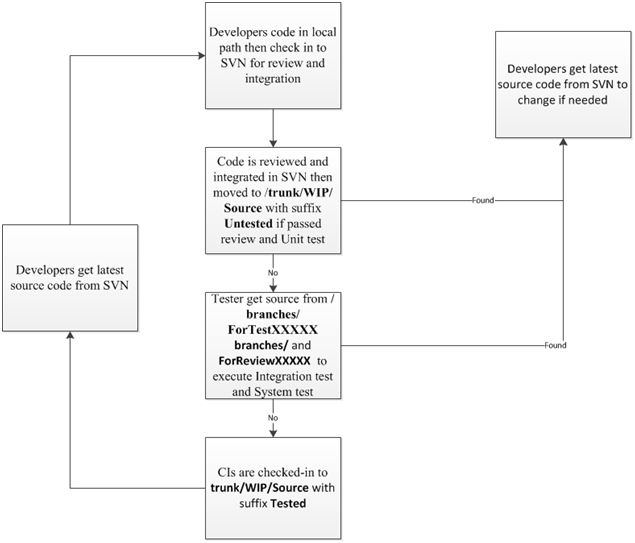 Developers code in local
path then check in to
SVN for review and
integration
Developers get latest
source code from SVN to
change if needed
Code is reviewed and
integrated in SVN then
moved to /trunk/WIP/
Source with suffix
Untested if passed
review and Unit test
Found
Developers get latest
source code from SVN
No
Tester get source from /
branches/
ForTestXXXXX
branches/ and
ForReviewXXXXX to
execute Integration test
and System test
Found
No
CIs are checked-in to
trunk/WIP/Source with
suffix Tested